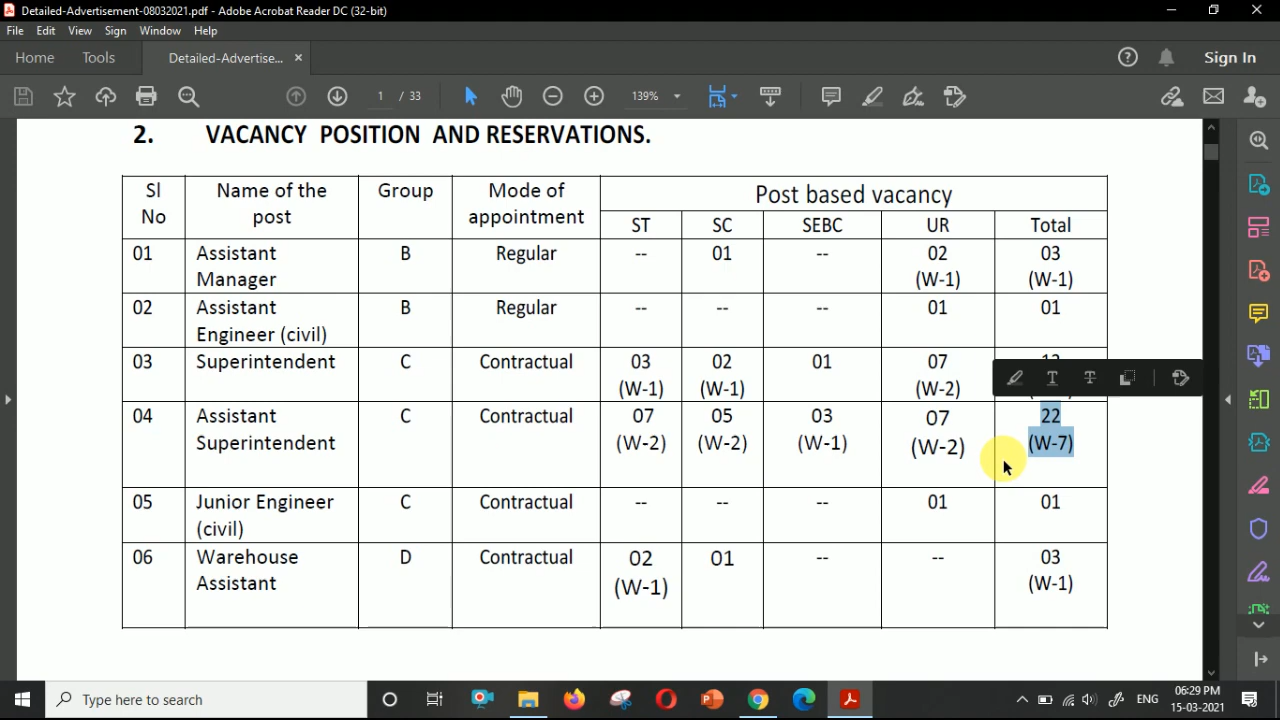 Detailed-Advertisement-08032021.pdf - Adobe Acrobat Reader DC (32-bit)
File Edit View Sign Window Help
Home Tools Detailed-Advertise... × Sign In
1 / 33 139%
2. VACANCY POSITION AND RESERVATIONS.
Sl No Name of the post Group Mode of appointment Post based vacancy
ST SC SEBC UR Total
01 Assistant Manager B Regular -- 01 -- 02 (W-1) 03 (W-1)
02 Assistant Engineer (civil) B Regular -- -- -- 01 01
03 Superintendent C Contractual 03 (W-1) 02 (W-1) 01 07 (W-2)
04 Assistant Superintendent C Contractual 07 (W-2) 05 (W-2) 03 (W-1) 07 (W-2) 22 (W-7)
05 Junior Engineer (civil) C Contractual -- -- -- 01 01
06 Warehouse Assistant D Contractual 02 (W-1) 01 -- -- 03 (W-1)
Type here to search
ENG
06:29 PM
15-03-2021